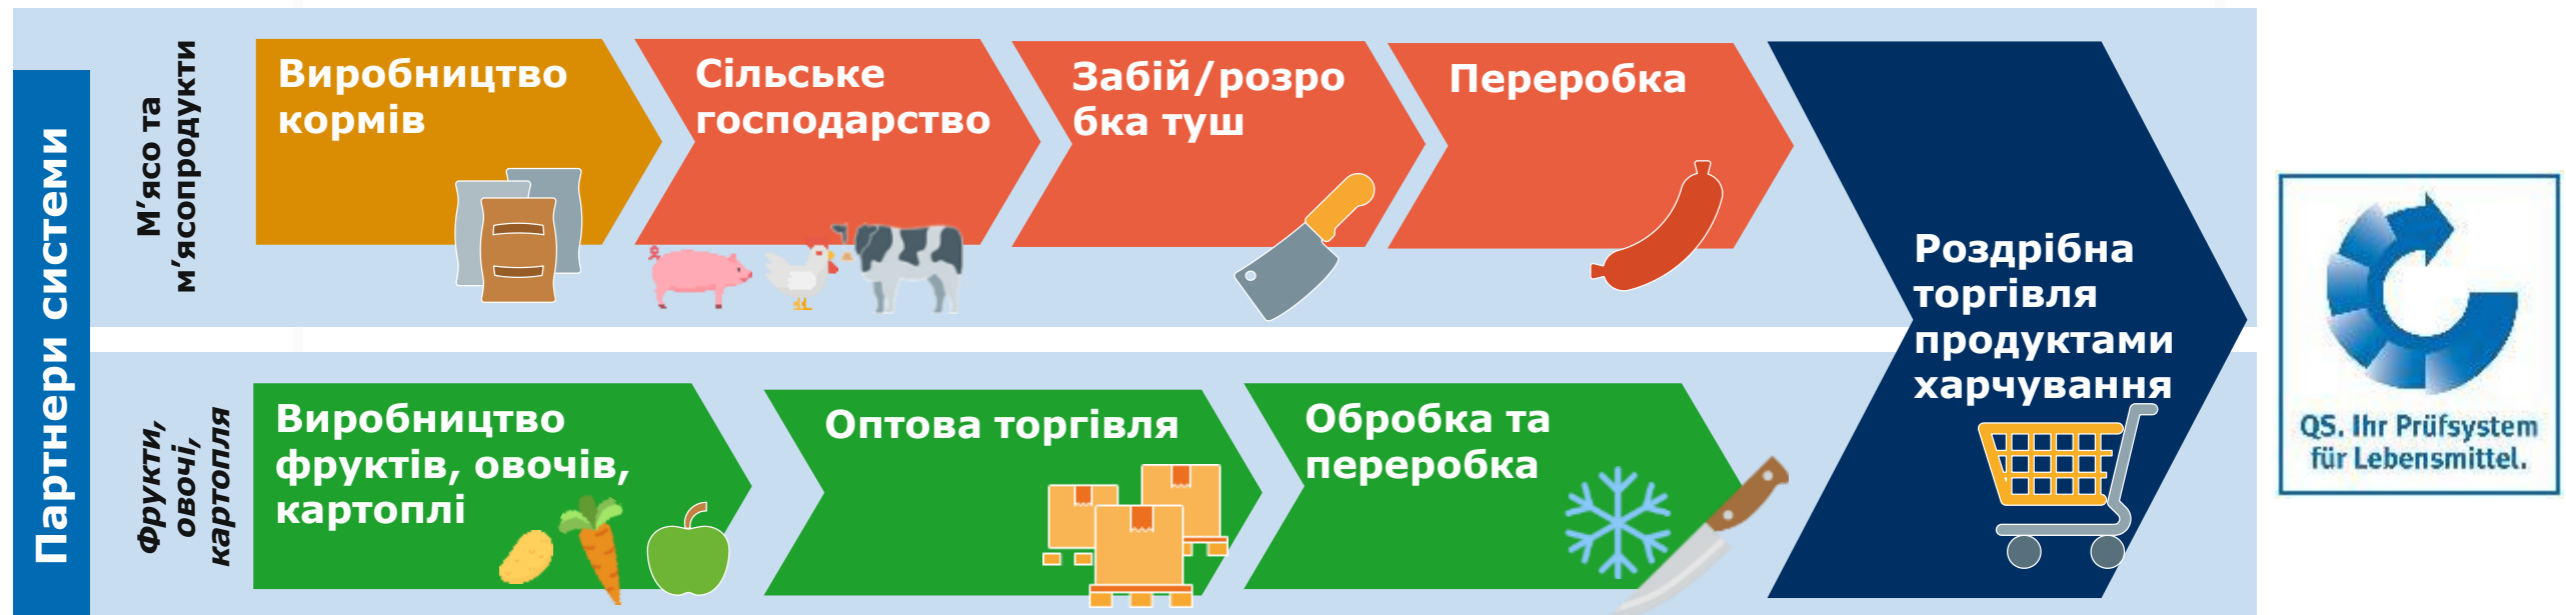 Партнери системи
М’ясо та
м’ясопродукти
Виробництво
кормів
Сільське
господарство
Забій/розро
бка туш
Переробка
Фрукти,
овочі,
картопля
Виробництво
фруктів, овочів,
картоплі
Оптова торгівля
Обробка та
переробка
Роздрібна
торгівля
продуктами
харчування
QS. Ihr Prüfsystem
für Lebensmittel.